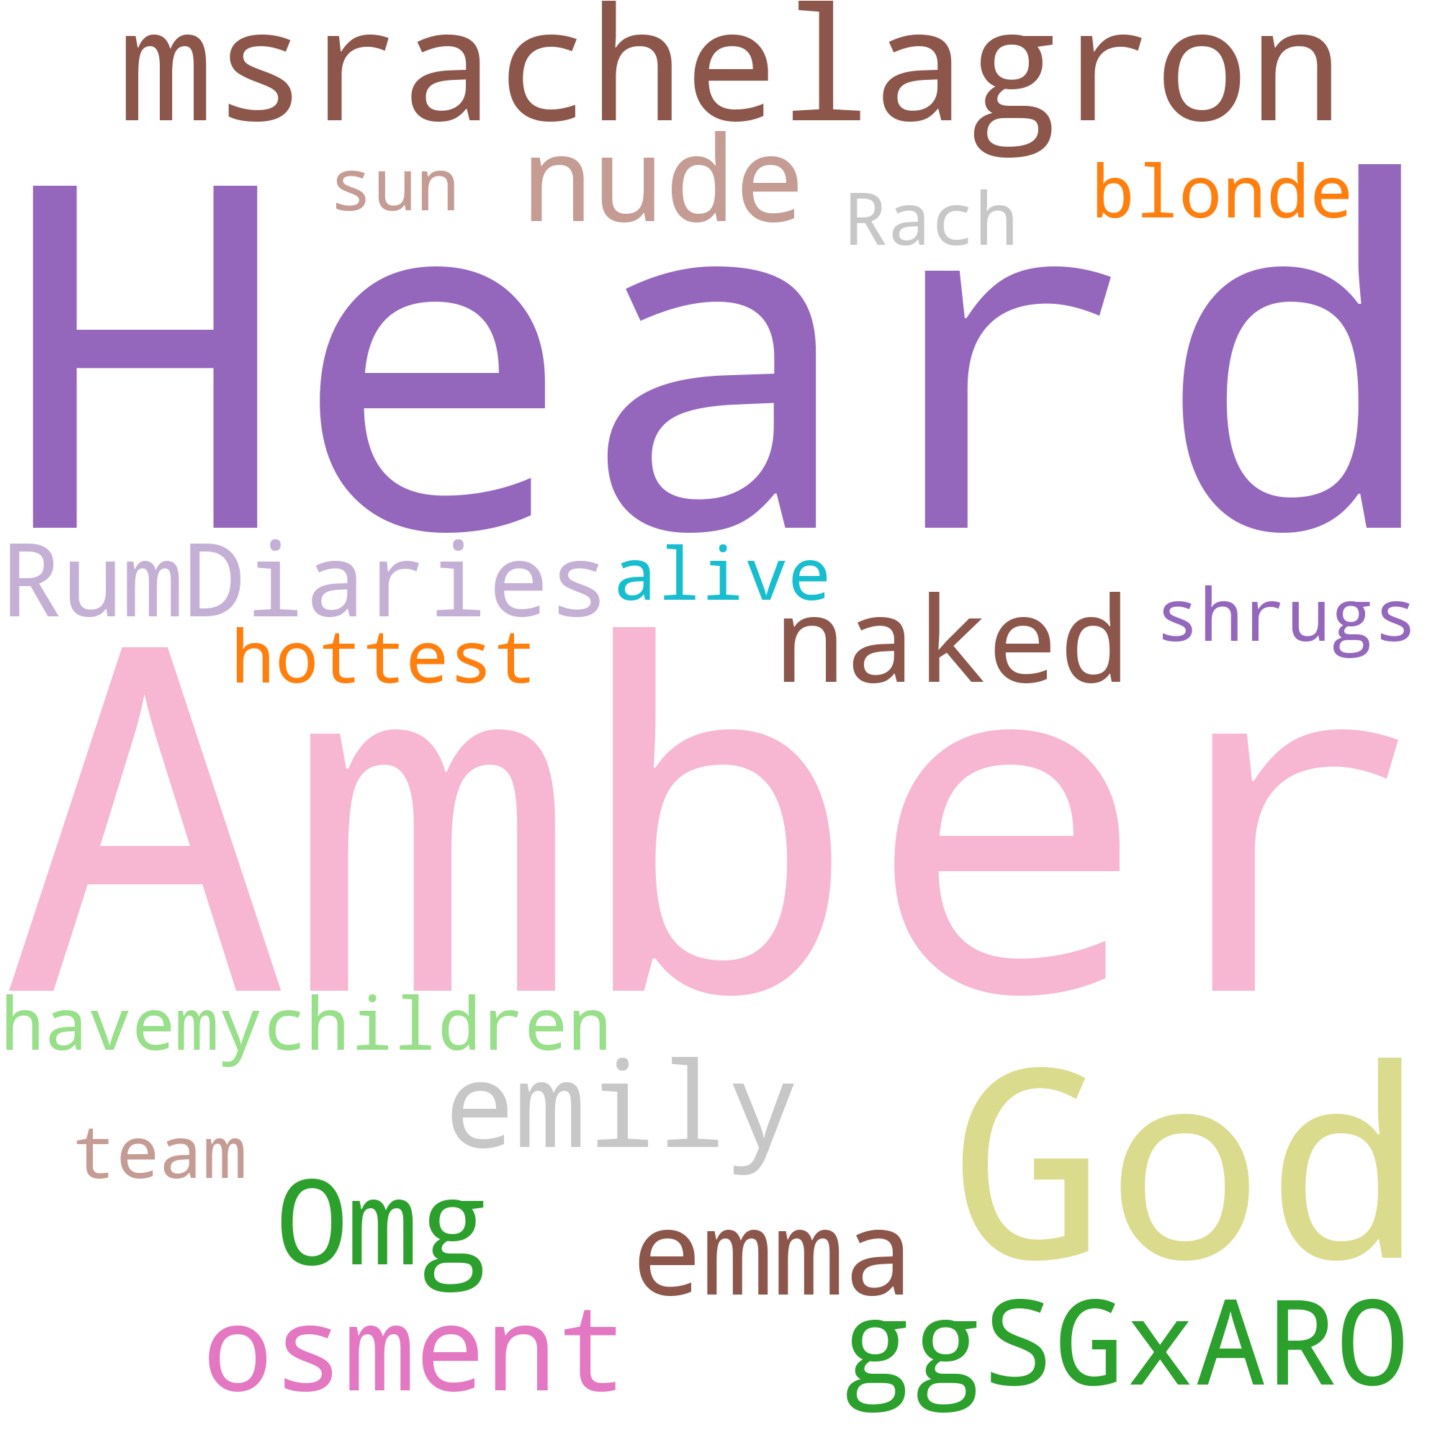 msrachelagron
sun nude Rach blonde
Heard
RumDiaries alive naked shrugs
hottest
Amber
havemychildren
emily God
team
Omg emma
osment ggSGxARO